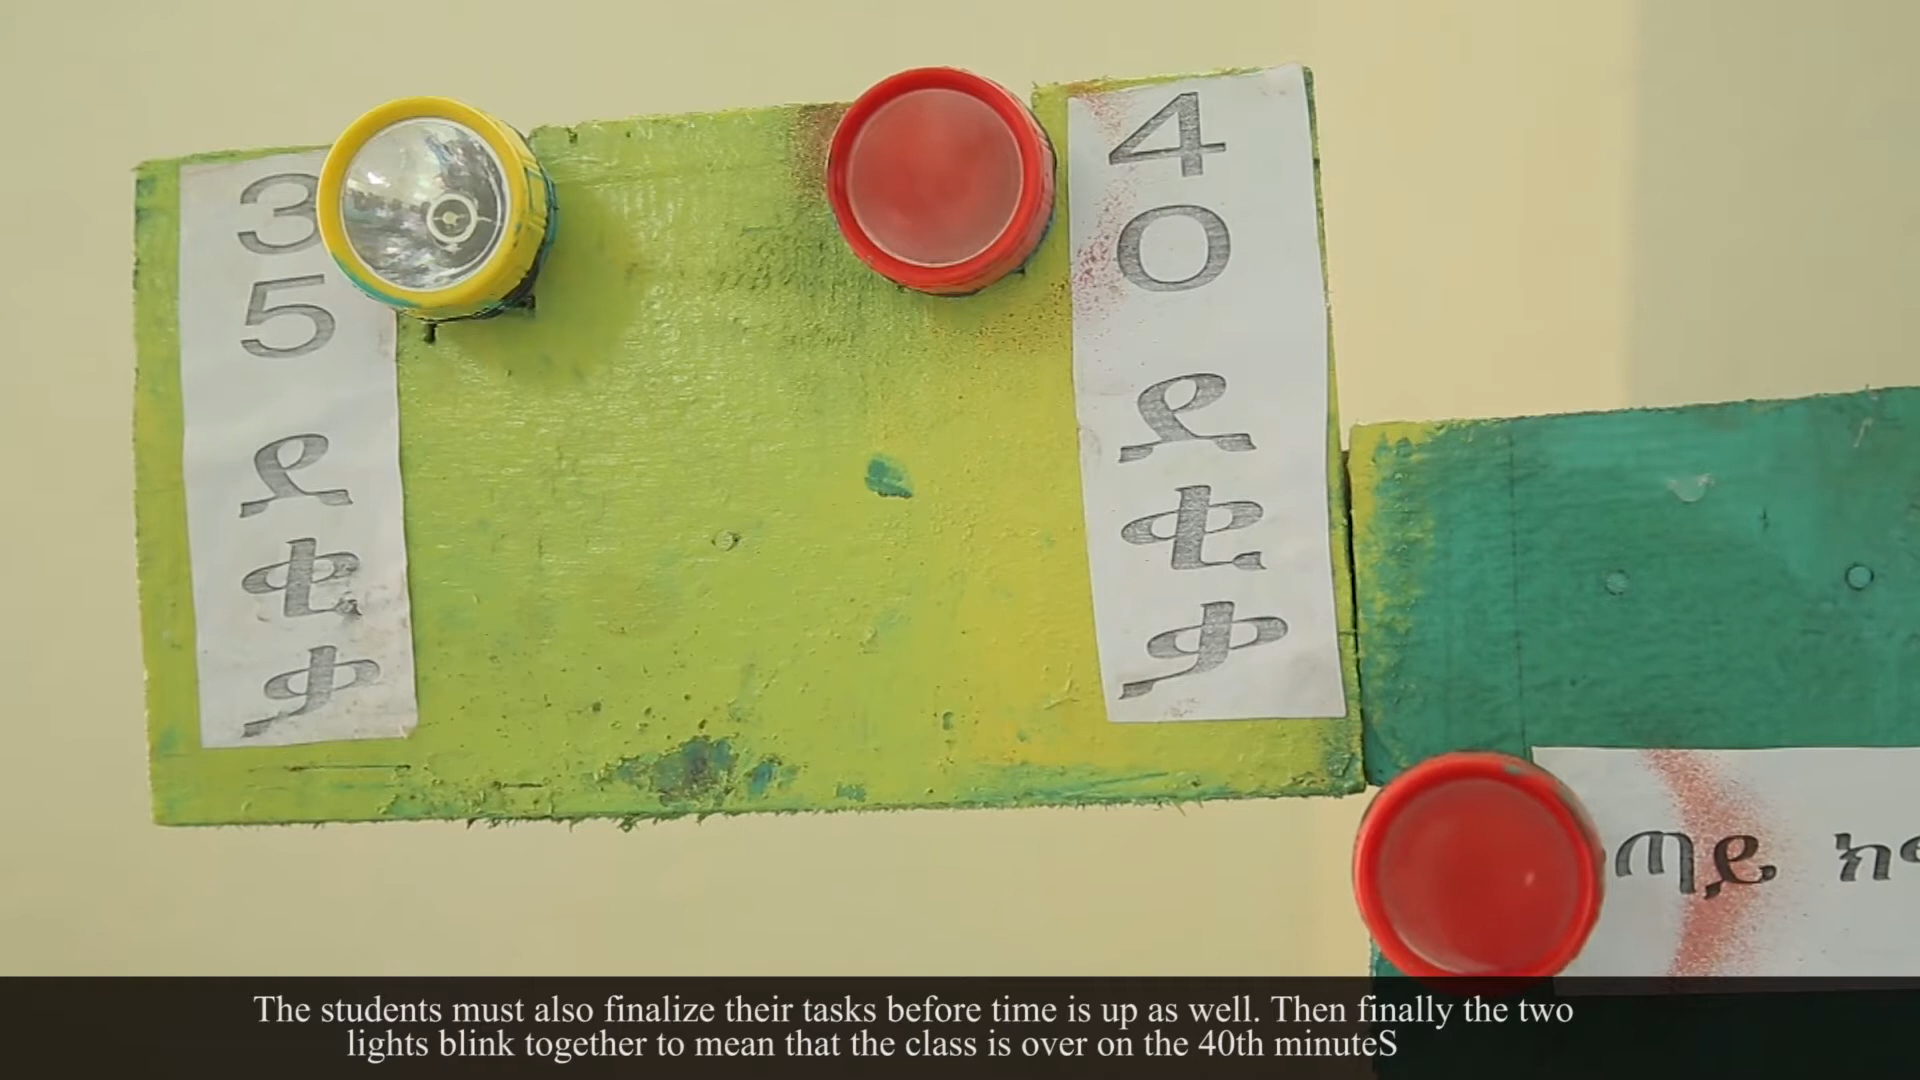 35 ደቂቃ
40 ደቂቃ
The students must also finalize their tasks before time is up as well. Then finally the two
lights blink together to mean that the class is over on the 40th minuteS